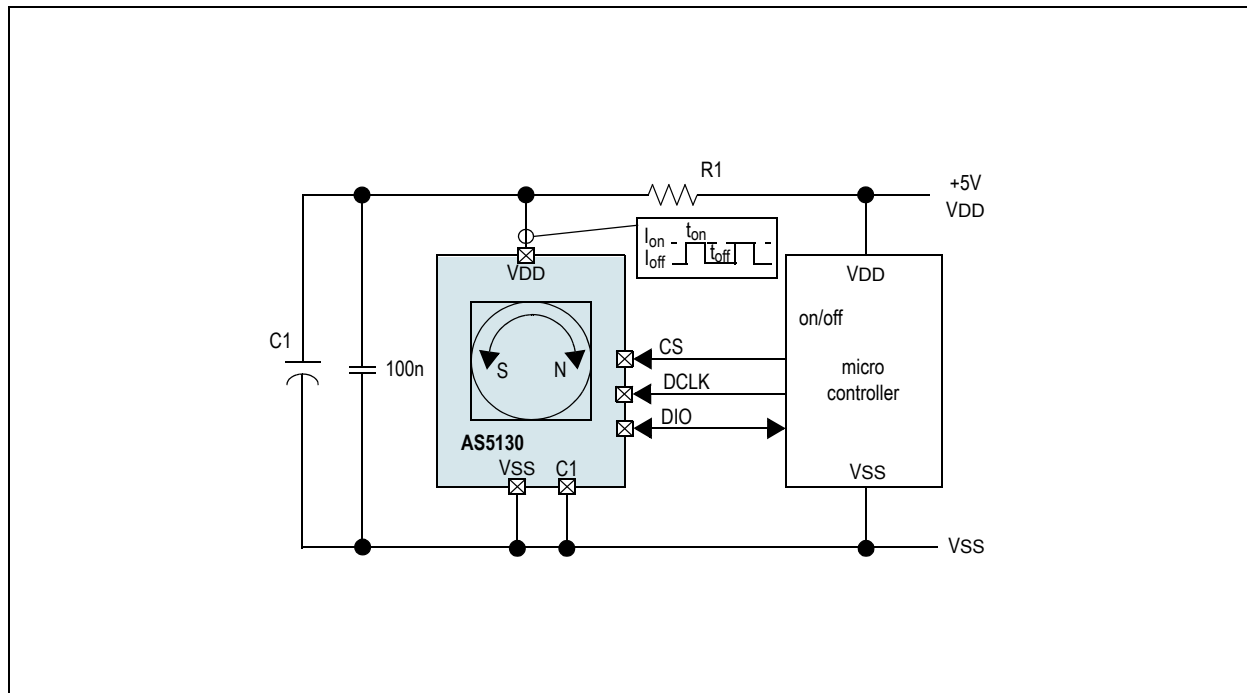 R1
+5V
VDD
Ion
ton
Ioff
toff
VDD
VDD
on/off
C1
100n
CS
S
N
micro
controller
DCLK
DIO
AS5130
VSS
C1
VSS
VSS